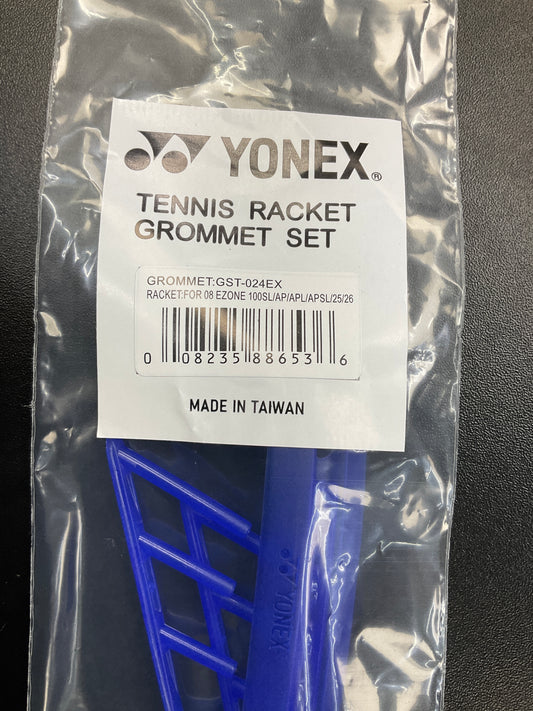 YONEX®
TENNIS RACKET
GROMMET SET
GROMMET:GST-024EX
RACKET:FOR 08 EZONE 100SL/AP/APL/APSL/25/26
0 08235 88653 6
MADE IN TAIWAN
YONEX